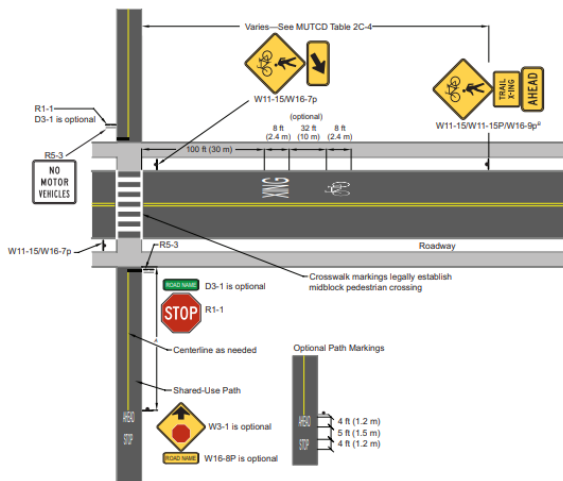 Varies—See MUTCD Table 2C-4
R1-1
D3-1 is optional
W11-15/W16-7p
TRAIL
X-ING
AHEAD
W11-15/W11-15P/W16-9pᴮ
(optional)
8 ft
(2.4 m)
32 ft
(10 m)
8 ft
(2.4 m)
100 ft (30 m)
R5-3
NO
MOTOR
VEHICLES
XING
W11-15/W16-7p
R5-3
Roadway
Crosswalk markings legally establish
midblock pedestrian crossing
ROAD NAME
D3-1 is optional
STOP
R1-1
Centerline as needed
Optional Path Markings
Shared-Use Path
4 ft (1.2 m)
5 ft (1.5 m)
4 ft (1.2 m)
W3-1 is optional
ROAD NAME
W16-8P is optional